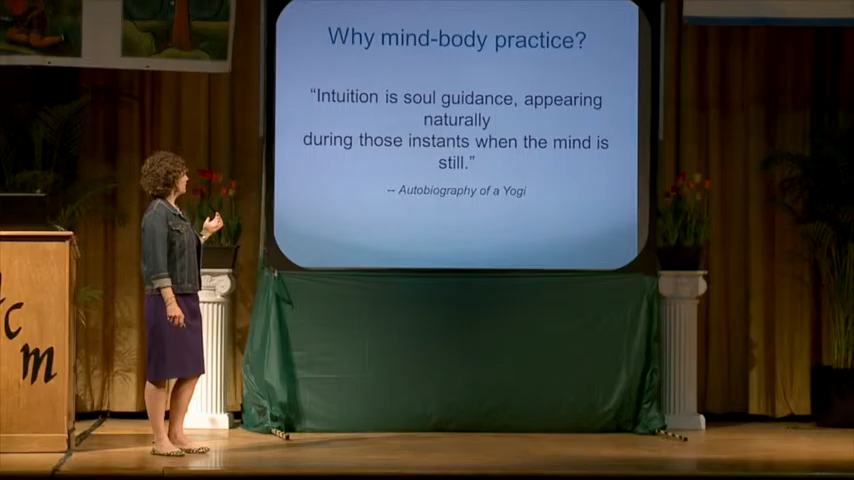 Why mind-body practice?
“Intuition is soul guidance, appearing
naturally
during those instants when the mind is
still.”
-- Autobiography of a Yogi
c
m